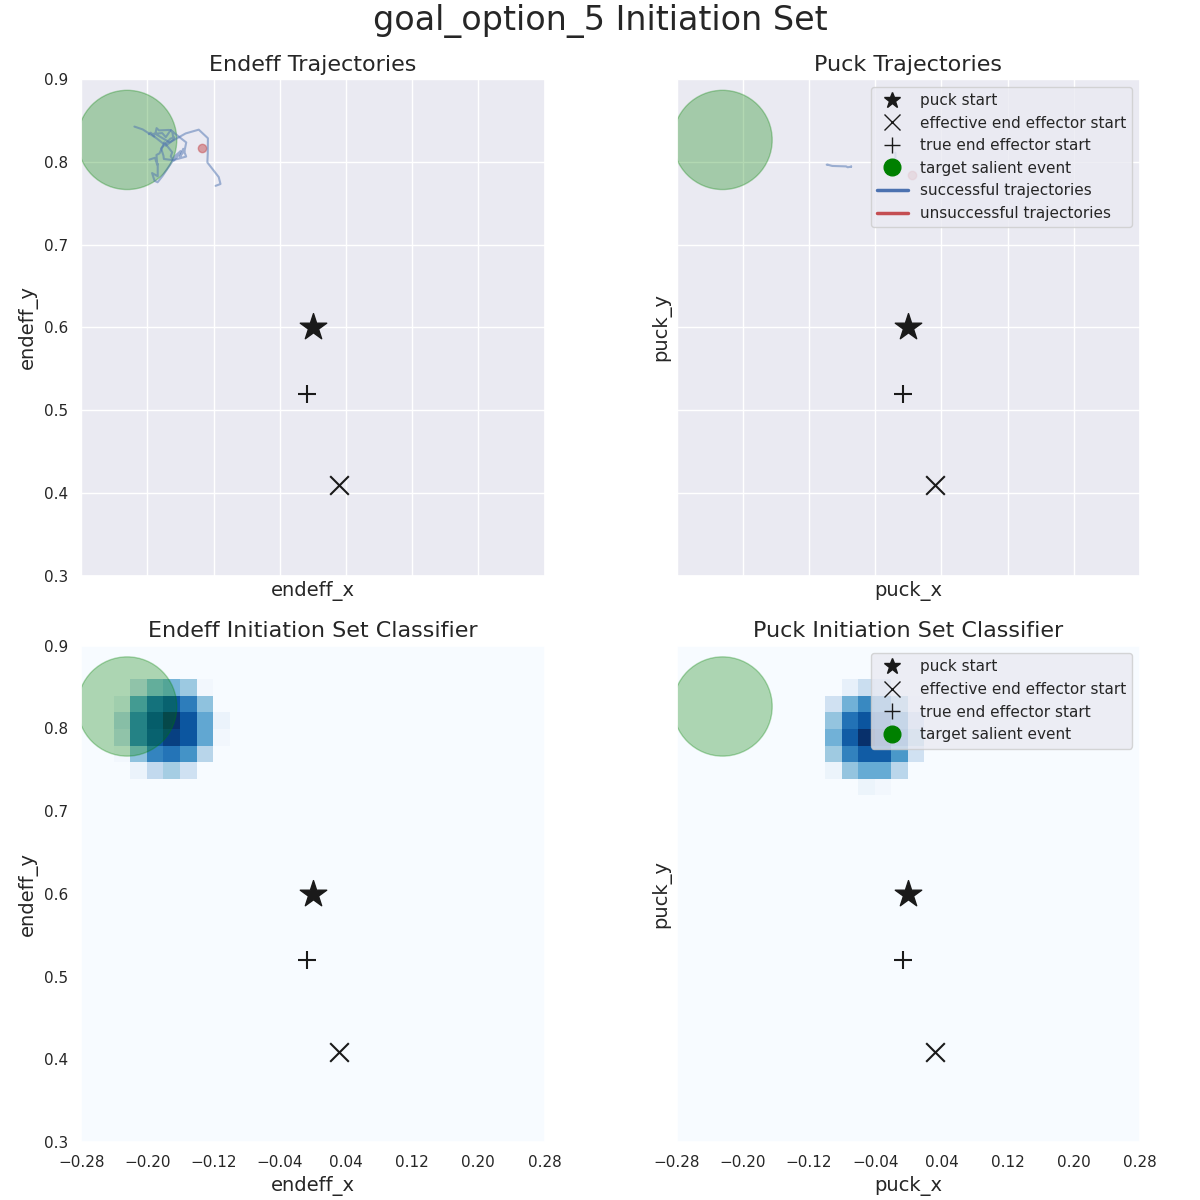 goal_option_5 Initiation Set
Endeff Trajectories
0.9
0.8
0.7
0.6
0.5
0.4
0.3
endeff_y
endeff_x
Puck Trajectories
puck start
effective end effector start
true end effector start
target salient event
successful trajectories
unsuccessful trajectories
puck_y
puck_x
Endeff Initiation Set Classifier
0.9
0.8
0.7
0.6
0.5
0.4
0.3
endeff_y
−0.28 −0.20 −0.12 −0.04 0.04 0.12 0.20 0.28
endeff_x
Puck Initiation Set Classifier
puck start
effective end effector start
true end effector start
target salient event
puck_y
−0.28 −0.20 −0.12 −0.04 0.04 0.12 0.20 0.28
puck_x